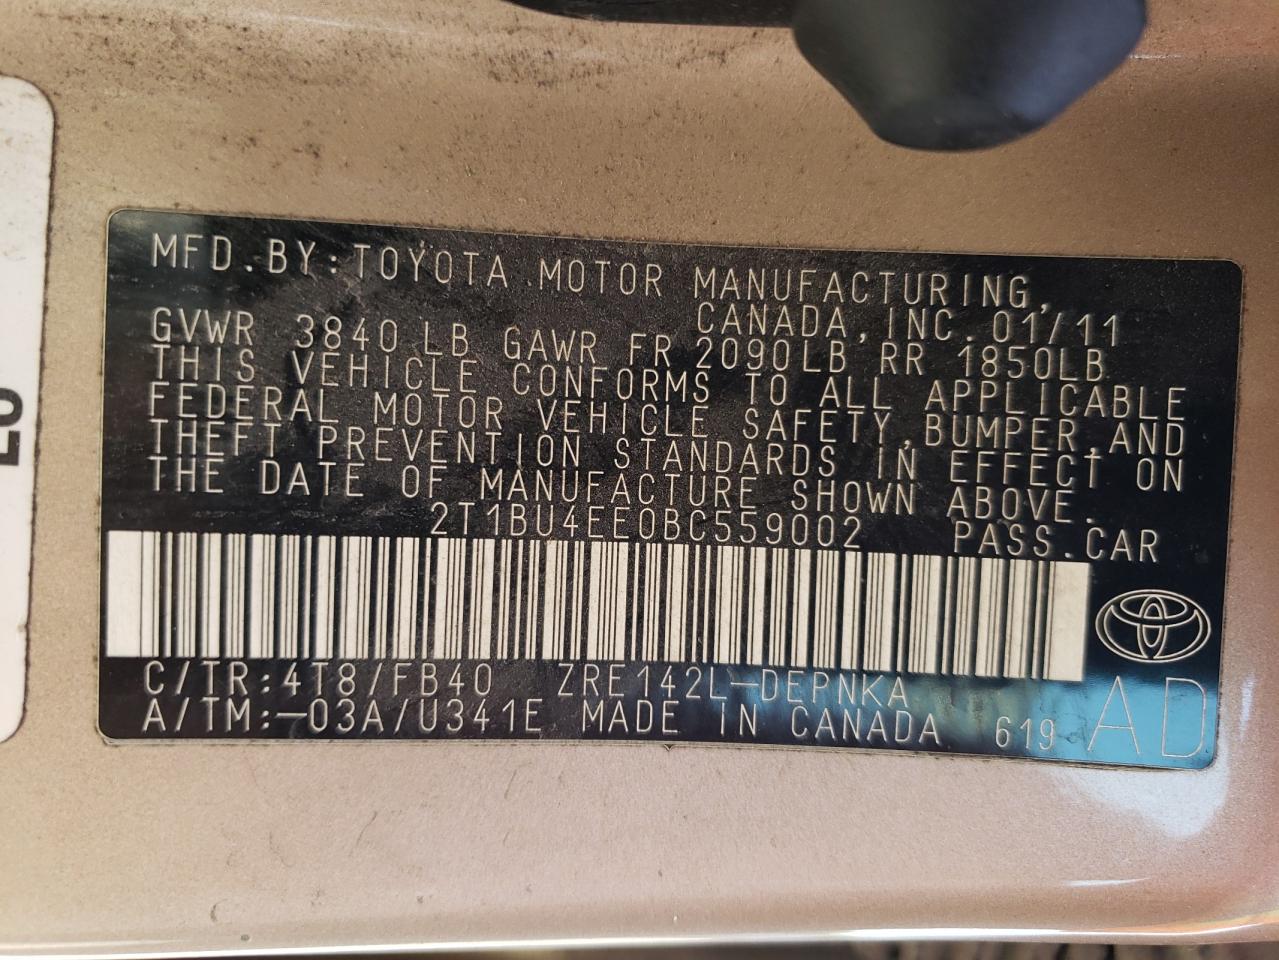 MFD.BY:TOYOTA MOTOR MANUFACTURING,
CANADA,INC.01/11
GVWR 3840 LB GAWR FR 2090LB RR 1850LB
THIS VEHICLE CONFORMS TO ALL APPLICABLE
FEDERAL MOTOR VEHICLE SAFETY,BUMPER,AND
THEFT PREVENTION STANDARDS IN EFFECT ON
THE DATE OF MANUFACTURE SHOWN ABOVE.
2T1BU4EE0BC559002 PASS.CAR
C/TR:4T8/FB40 ZRE142L-DEPNKA
A/TM:-03A/U341E MADE IN CANADA 619 AD